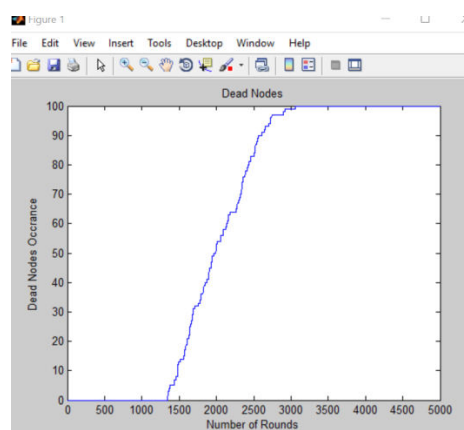 Figure 1
File Edit View Insert Tools Desktop Window Help
Dead Nodes
Dead Nodes Occrance
100
90
80
70
60
50
40
30
20
10
0
0 500 1000 1500 2000 2500 3000 3500 4000 4500 5000
Number of Rounds